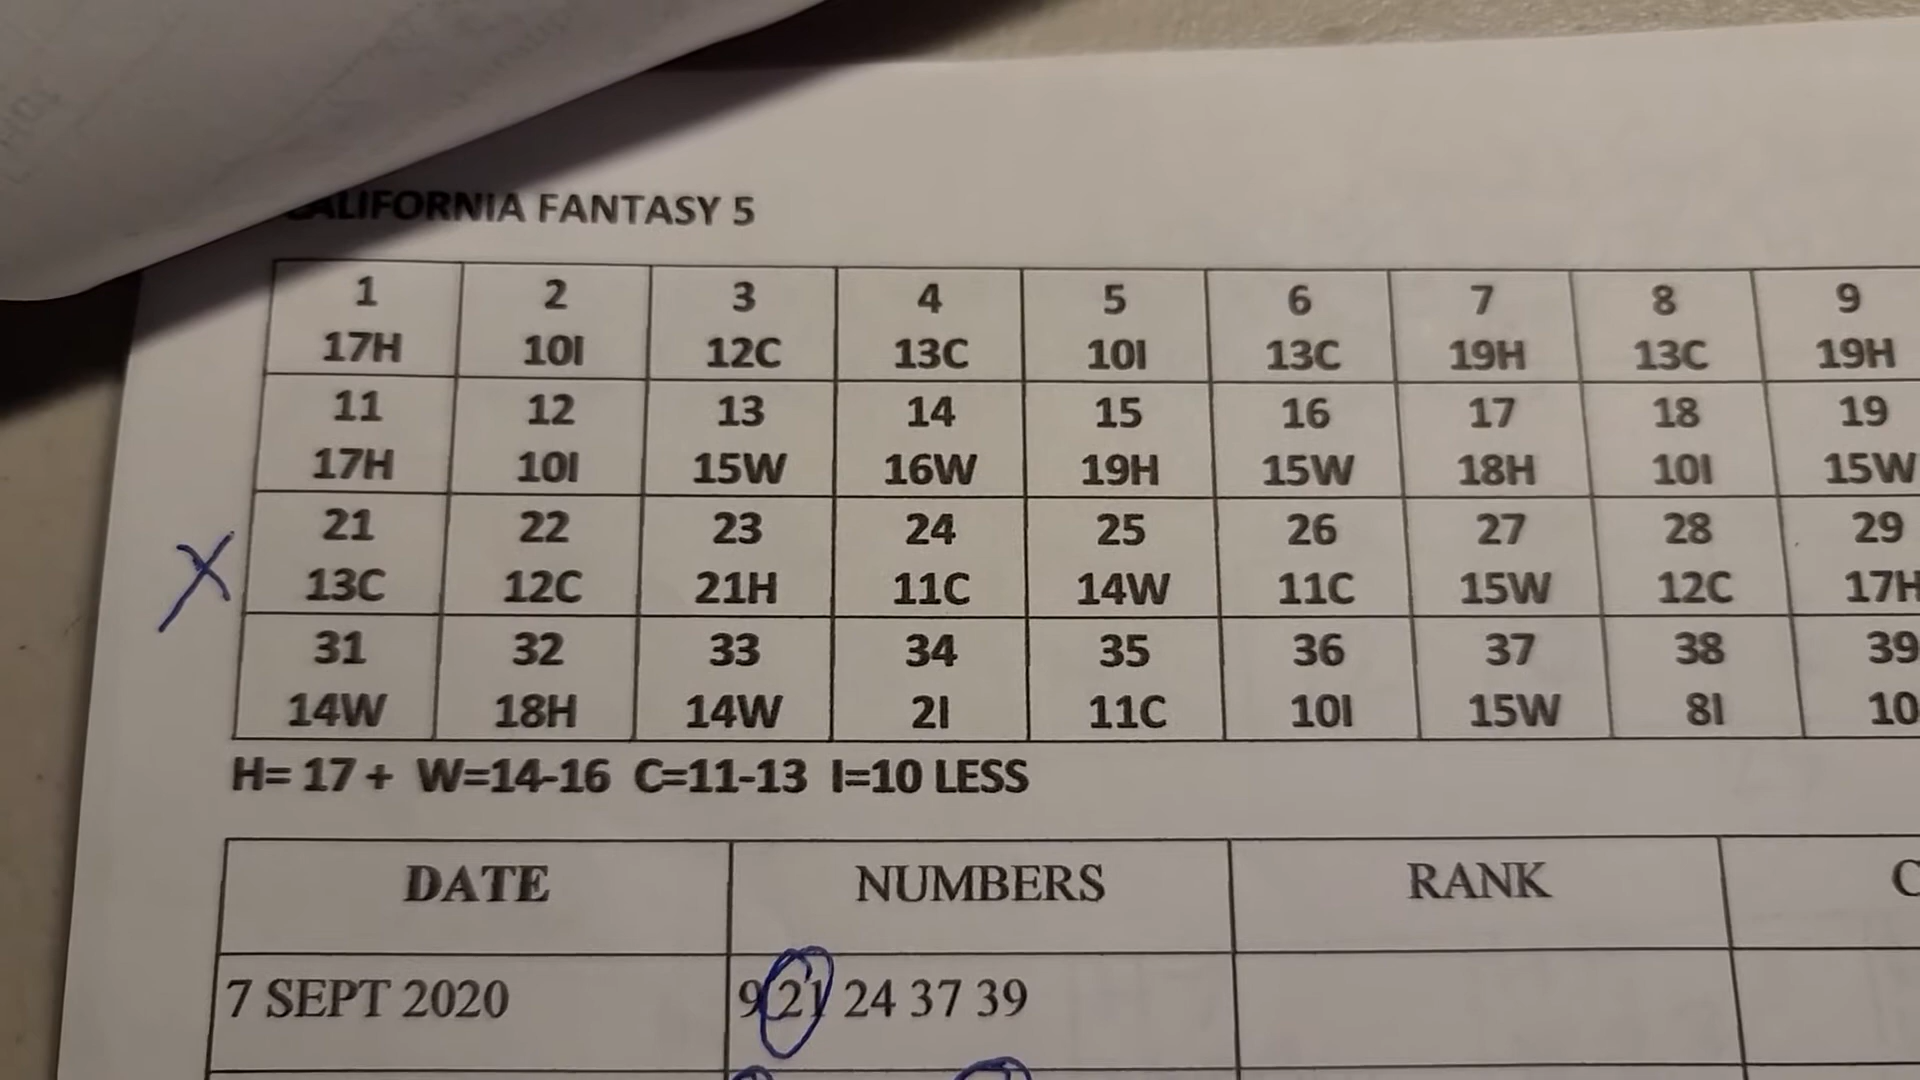 CALIFORNIA FANTASY 5
1 2 3 4 5 6 7 8 9
17H 10I 12C 13C 10I 13C 19H 13C 19H
11 12 13 14 15 16 17 18 19
17H 10I 15W 16W 19H 15W 18H 10I 15W
21 22 23 24 25 26 27 28 29
X
13C 12C 21H 11C 14W 11C 15W 12C 17H
31 32 33 34 35 36 37 38 39
14W 18H 14W 2I 11C 10I 15W 8I 10
H= 17 + W=14-16 C=11-13 I=10 LESS
DATE NUMBERS RANK C
7 SEPT 2020 9 21 24 37 39